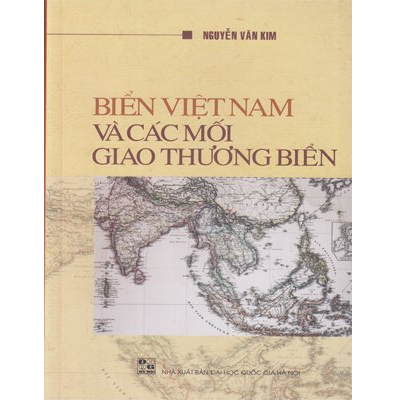 NGUYỄN VĂN KIM
BIỂN VIỆT NAM
VÀ CÁC MỐI
GIAO THƯƠNG BIỂN
NHÀ XUẤT BẢN ĐẠI HỌC QUỐC GIA HÀ NỘI